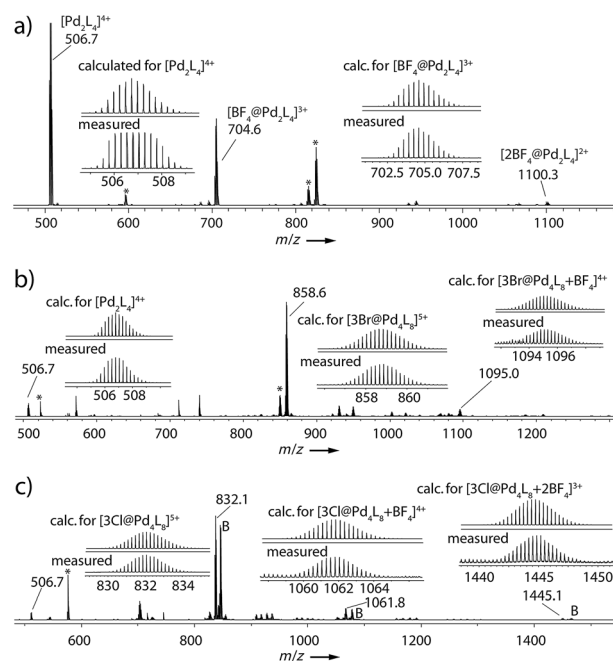 a)
[Pd₂L₄]⁴⁺
506.7
calculated for [Pd₂L₄]⁴⁺
measured
506 508
*
[BF₄@Pd₂L₄]³⁺
704.6
*
*
calc. for [BF₄@Pd₂L₄]³⁺
measured
702.5 705.0 707.5
[2BF₄@Pd₂L₄]²⁺
1100.3
500 600 700 800 900 1000 1100
m/z
b)
calc. for [Pd₂L₄]⁴⁺
measured
506 508
506.7
*
858.6
*
calc. for [3Br@Pd₄L₈]⁵⁺
measured
858 860
calc. for [3Br@Pd₄L₈+BF₄]⁴⁺
measured
1094 1096
1095.0
500 600 700 800 900 1000 1100 1200
m/z
c)
calc. for [3Cl@Pd₄L₈]⁵⁺
measured
830 832 834
506.7
*
832.1
B
calc. for [3Cl@Pd₄L₈+BF₄]⁴⁺
measured
1060 1062 1064
1061.8
B
calc. for [3Cl@Pd₄L₈+2BF₄]³⁺
measured
1440 1445 1450
1445.1
B
600 800 1000 1200 1400
m/z